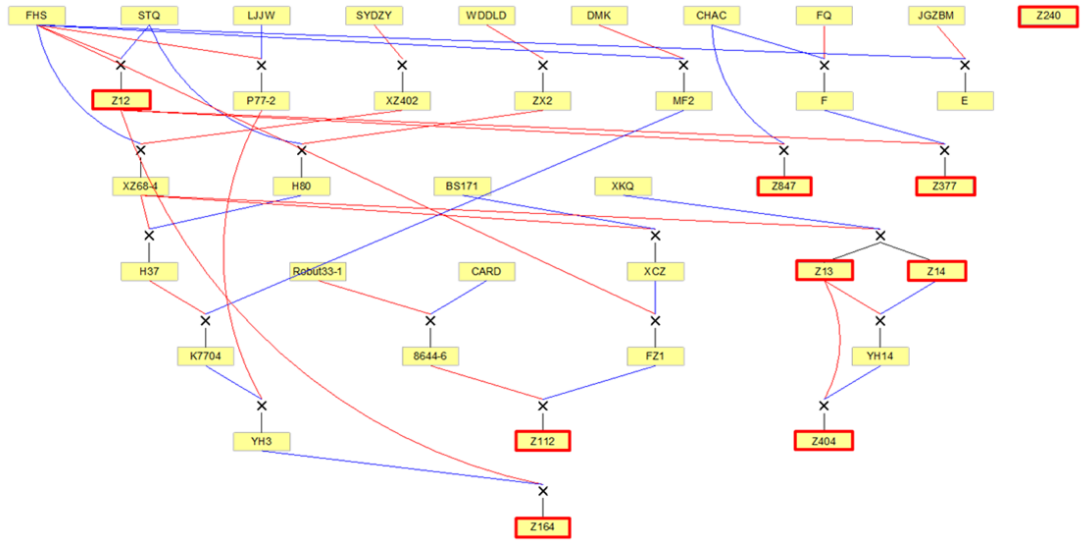 FHS STQ LJJW SYDZY WDDLD DMK CHAC FQ JGZBM Z240
Z12 P77-2 XZ402 ZX2 MF2 F E
XZ68-4 H80 BS171 XKQ Z847 Z377
H37 Robut33-1 CARD XCZ Z13 Z14
K7704 8644-6 FZ1 YH14
YH3 Z112 Z404
Z164